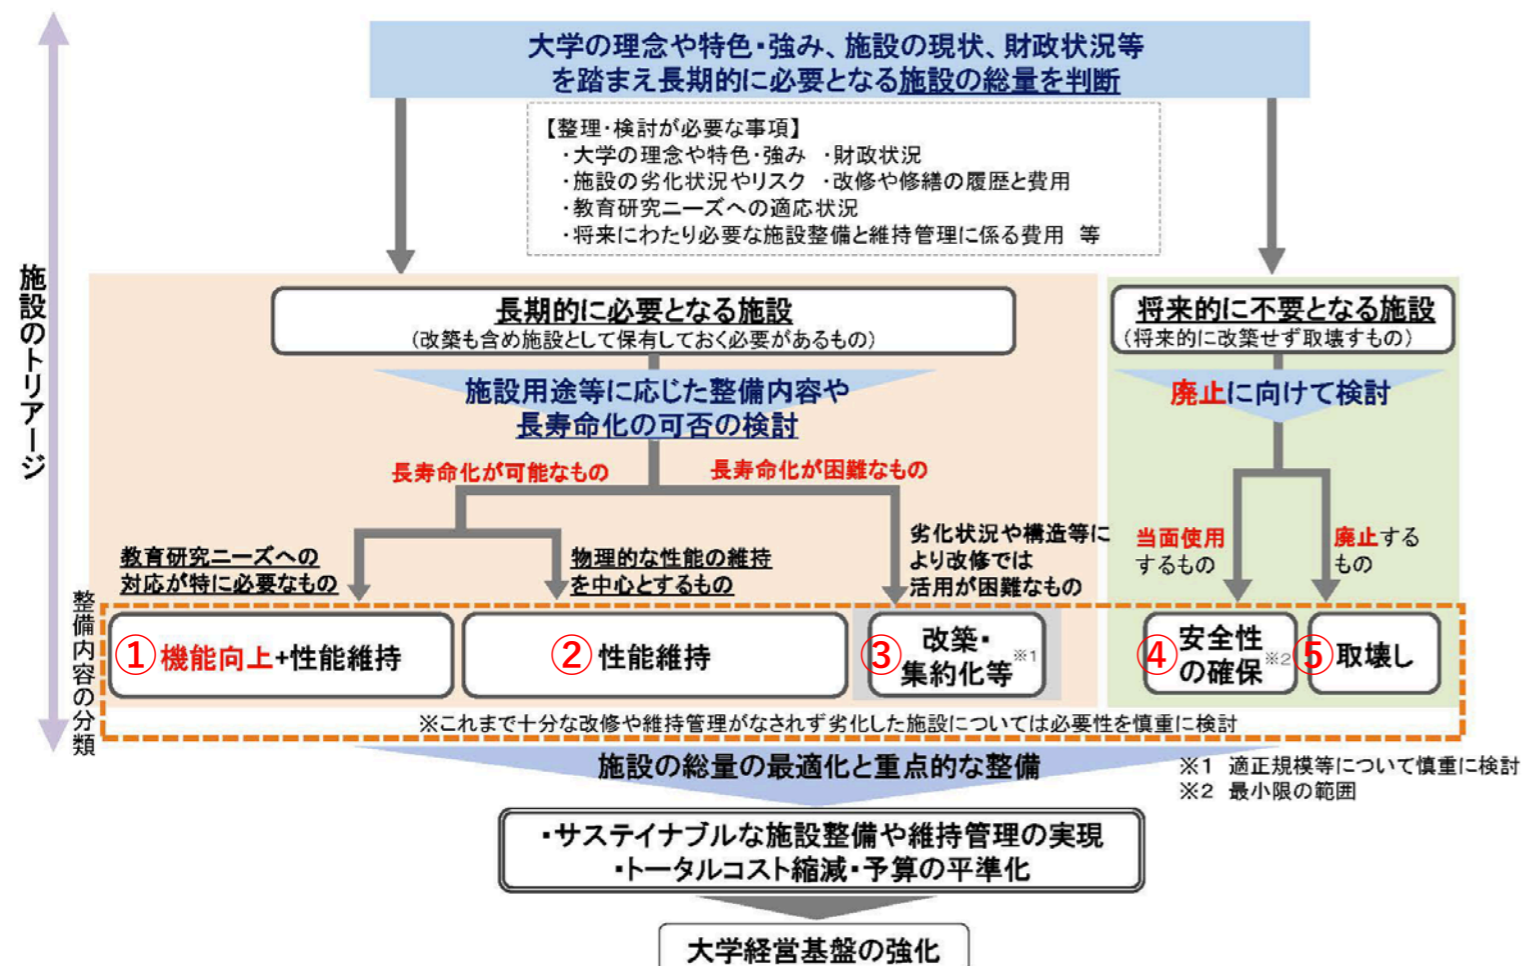 大学の理念や特色・強み、施設の現状、財政状況等
を踏まえ長期的に必要となる施設の総量を判断
【整理・検討が必要な事項】
・大学の理念や特色・強み ・財政状況
・施設の劣化状況やリスク ・改修や修繕の履歴と費用
・教育研究ニーズへの適応状況
・将来にわたり必要な施設整備と維持管理に係る費用 等
施設のトリアージ
長期的に必要となる施設
(改築も含め施設として保有しておく必要があるもの)
将来的に不要となる施設
(将来的に改築せず取壊すもの)
施設用途等に応じた整備内容や
長寿命化の可否の検討
廃止に向けて検討
長寿命化が可能なもの
長寿命化が困難なもの
教育研究ニーズへの
対応が特に必要なもの
物理的な性能の維持
を中心とするもの
劣化状況や構造等に
より改修では
活用が困難なもの
当面使用
するもの
廃止する
もの
整備内容の分類
①機能向上+性能維持
②性能維持
③改築・
集約化等※1
④安全性
の確保※2
⑤取壊し
※これまで十分な改修や維持管理がなされず劣化した施設については必要性を慎重に検討
施設の総量の最適化と重点的な整備
※1 適正規模等について慎重に検討
※2 最小限の範囲
・サステイナブルな施設整備や維持管理の実現
・トータルコスト縮減・予算の平準化
大学経営基盤の強化